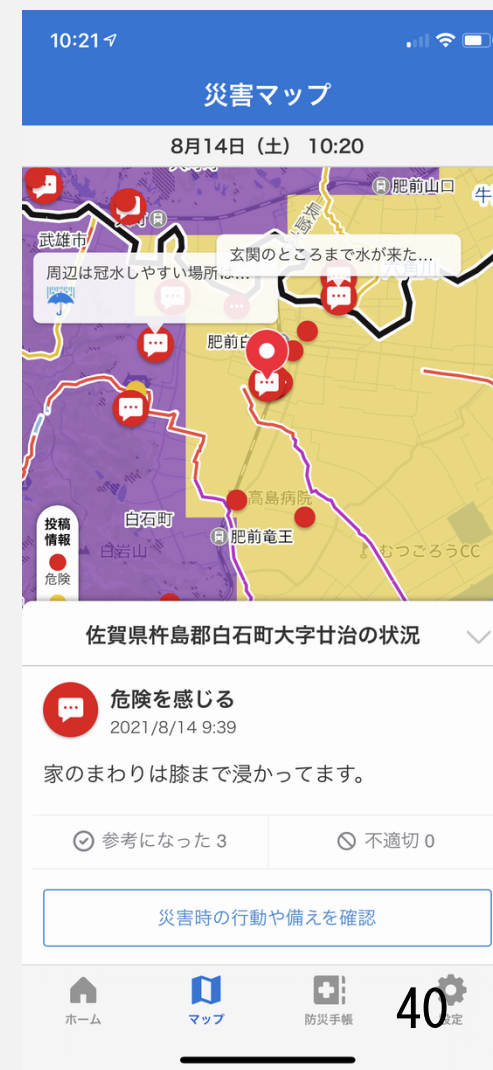 10:21
災害マップ
8月14日（土） 10:20
肥前山口
牛
武雄市
玄関のところまで水が来た…
周辺は冠水しやすい場所は…
六角川
肥前白
高島病院
投稿
情報
危険
白石町
白岩山
肥前竜王
むつごろうCC
佐賀県杵島郡白石町大字廿治の状況
危険を感じる
2021/8/14 9:39
家のまわりは膝まで浸かってます。
参考になった 3
不適切 0
災害時の行動や備えを確認
ホーム
マップ
防災手帳
40
設定